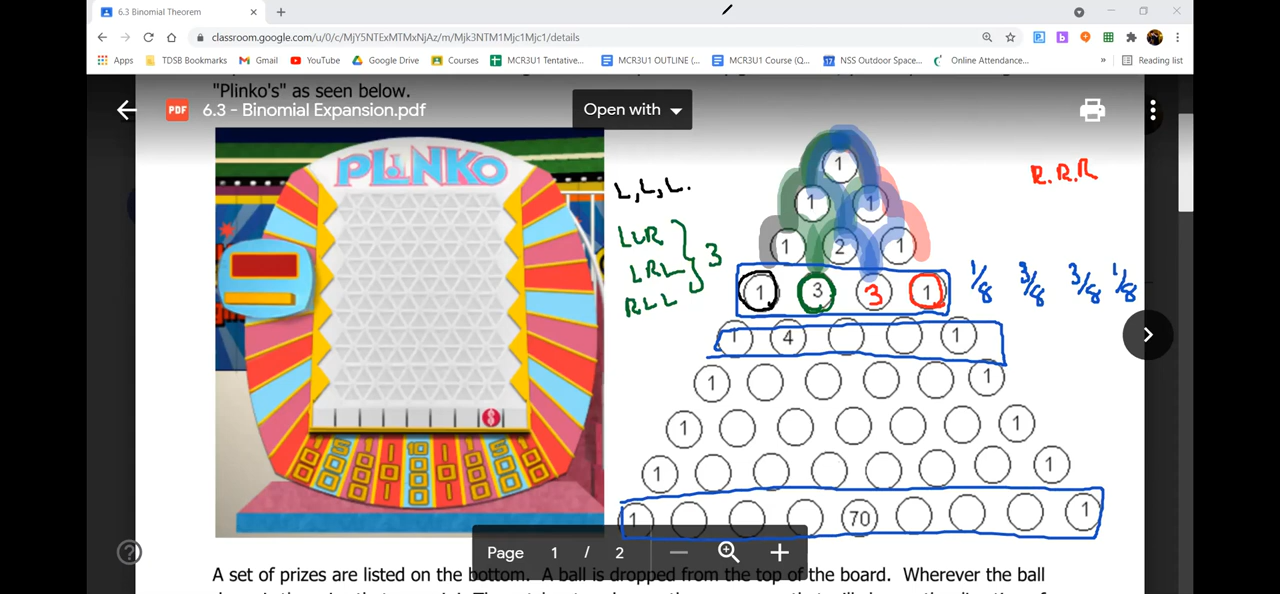 6.3 Binomial Theorem
classroom.google.com/u/0/c/MjY5NTExMTMxNjAz/m/Mjk3NTM1Mjc1Mjc1/details
Apps TDSB Bookmarks Gmail YouTube Google Drive Courses MCR3U1 Tentative... MCR3U1 OUTLINE (... MCR3U Course (Q... NSS Outdoor Space... Online Attendance... » Reading list
"Plinko's" as seen below.
PDF 6.3 - Binomial Expansion.pdf
Open with
PLINKO
L, L, L.
LLR
LRL
RLL
3
R.R.R
1
1 1
1 2 1
1 3 3 1
1/8 3/8 3/8 1/8
1 4 1
1 1
1 1
1 1
1 70 1
Page 1 / 2
A set of prizes are listed on the bottom. A ball is dropped from the top of the board. Wherever the ball